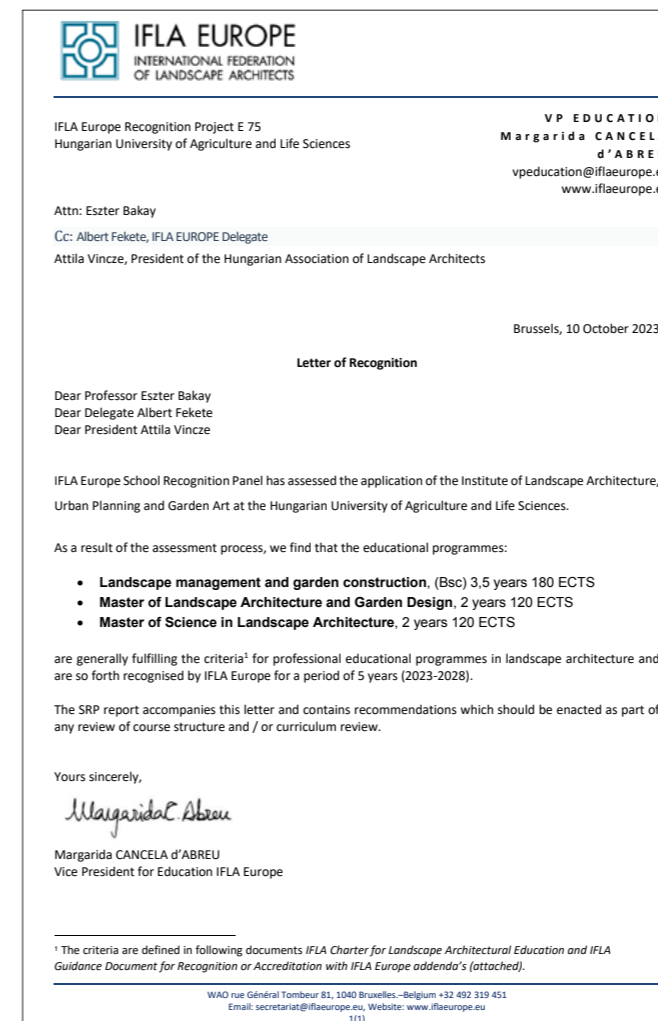 IFLA EUROPE
INTERNATIONAL FEDERATION
OF LANDSCAPE ARCHITECTS
IFLA Europe Recognition Project E 75
Hungarian University of Agriculture and Life Sciences
VP EDUCATIO
Margarida CANCEL
d'ABRE
vpeducation@iflaeurope.e
www.iflaeurope.e
Attn: Eszter Bakay
Cc: Albert Fekete, IFLA EUROPE Delegate
Attila Vincze, President of the Hungarian Association of Landscape Architects
Brussels, 10 October 2023
Letter of Recognition
Dear Professor Eszter Bakay
Dear Delegate Albert Fekete
Dear President Attila Vincze
IFLA Europe School Recognition Panel has assessed the application of the Institute of Landscape Architecture,
Urban Planning and Garden Art at the Hungarian University of Agriculture and Life Sciences.
As a result of the assessment process, we find that the educational programmes:
• Landscape management and garden construction, (Bsc) 3,5 years 180 ECTS
• Master of Landscape Architecture and Garden Design, 2 years 120 ECTS
• Master of Science in Landscape Architecture, 2 years 120 ECTS
are generally fulfilling the criteria¹ for professional educational programmes in landscape architecture and
are so forth recognised by IFLA Europe for a period of 5 years (2023-2028).
The SRP report accompanies this letter and contains recommendations which should be enacted as part of
any review of course structure and / or curriculum review.
Yours sincerely,
MargaridaC. Abreu
Margarida CANCELA d'ABREU
Vice President for Education IFLA Europe
¹ The criteria are defined in following documents IFLA Charter for Landscape Architectural Education and IFLA
Guidance Document for Recognition or Accreditation with IFLA Europe addenda's (attached).
WAO rue Général Tombeur 81, 1040 Bruxelles.–Belgium +32 492 319 451
Email: secretariat@iflaeurope.eu, Website: www.iflaeurope.eu
1(1)